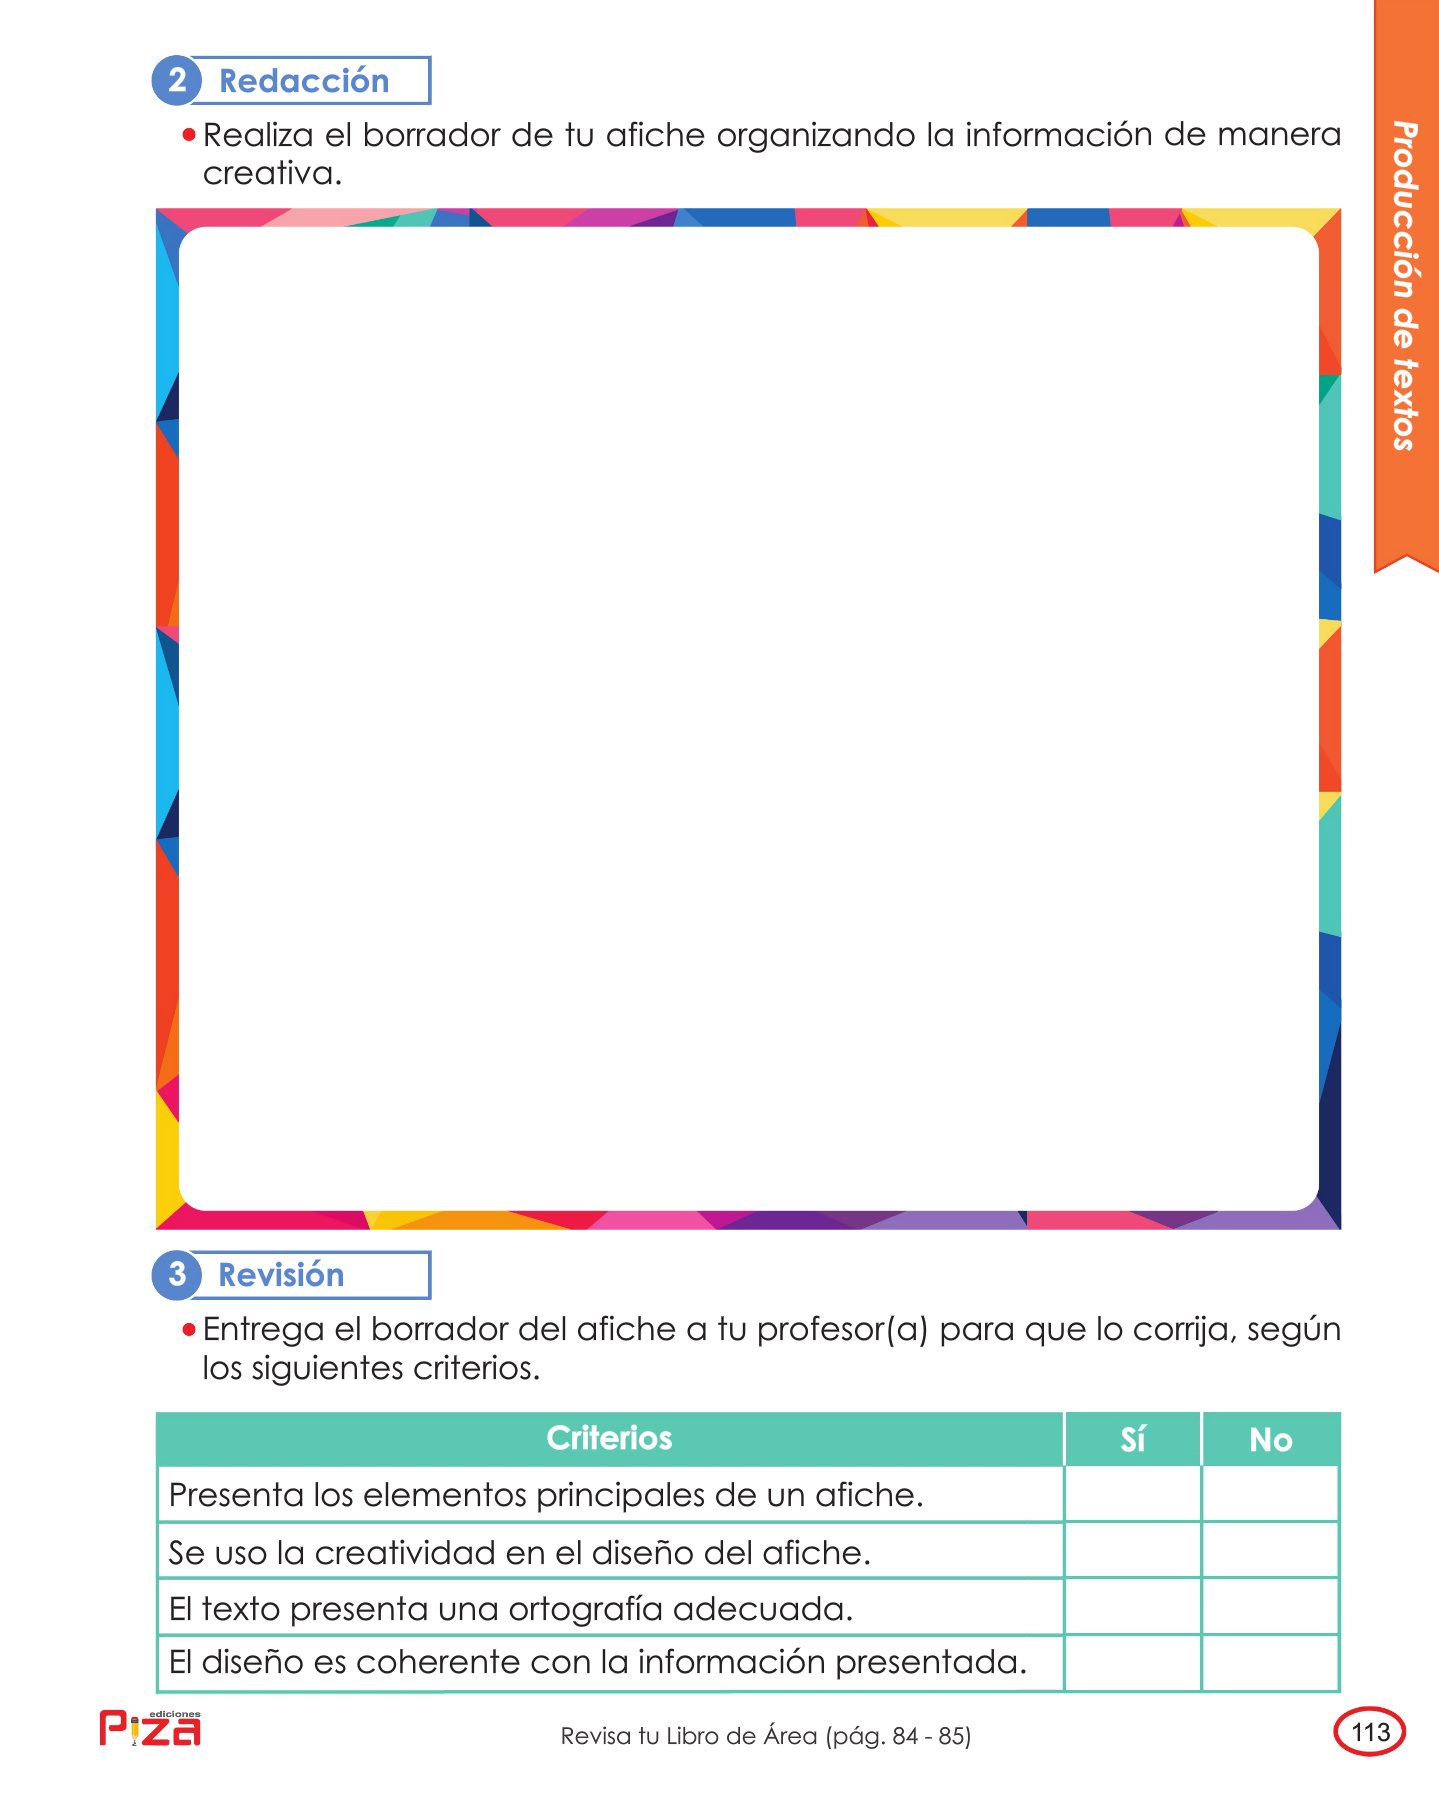 2 Redacción
Realiza el borrador de tu afiche organizando la información de manera
creativa.
Producción de textos
3 Revisión
Entrega el borrador del afiche a tu profesor(a) para que lo corrija, según
los siguientes criterios.
Criterios Sí No
Presenta los elementos principales de un afiche.
Se uso la creatividad en el diseño del afiche.
El texto presenta una ortografía adecuada.
El diseño es coherente con la información presentada.
ediciones
Piza
Revisa tu Libro de Área (pág. 84 - 85)
113